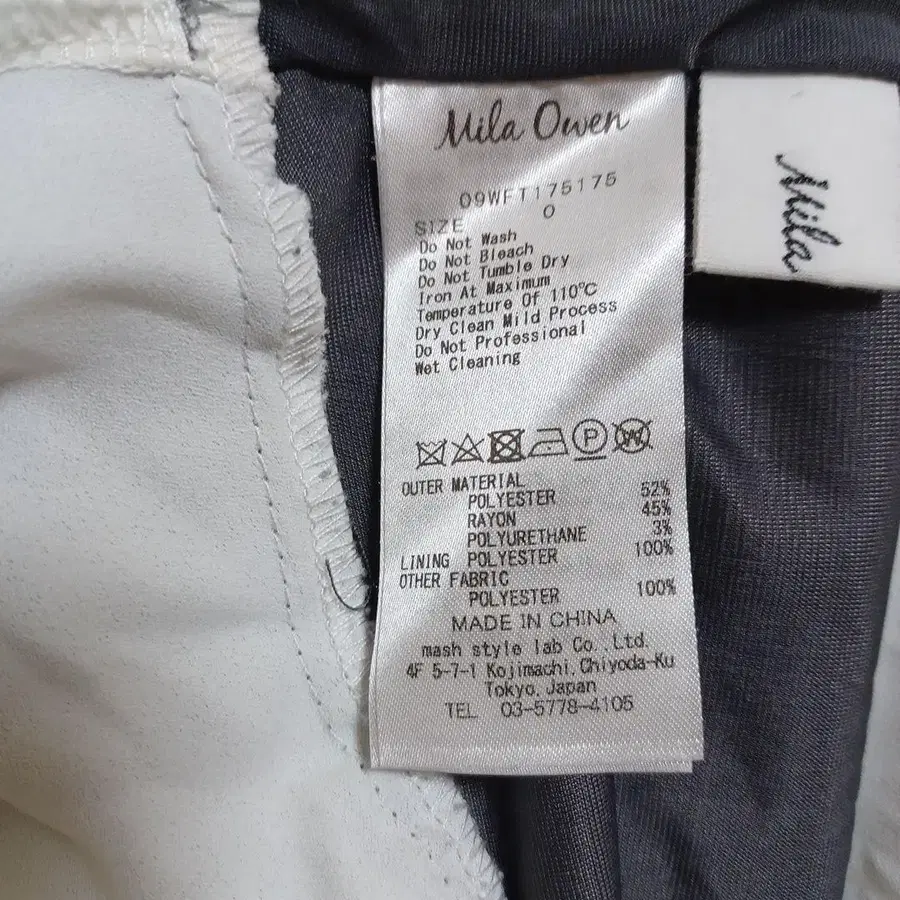 Mila Owen
09WFT175175
SIZE 0
Do Not Wash
Do Not Bleach
Do Not Tumble Dry
Iron At Maximum
Temperature Of 110℃
Dry Clean Mild Process
Do Not Professional
Wet Cleaning
P W
OUTER MATERIAL
POLYESTER 52%
RAYON 45%
POLYURETHANE 3%
LINING POLYESTER 100%
OTHER FABRIC
POLYESTER 100%
MADE IN CHINA
mash style lab Co.,Ltd.
4F 5-7-1 Kojimachi,Chiyoda-Ku
Tokyo,Japan
TEL 03-5778-4105
Mila